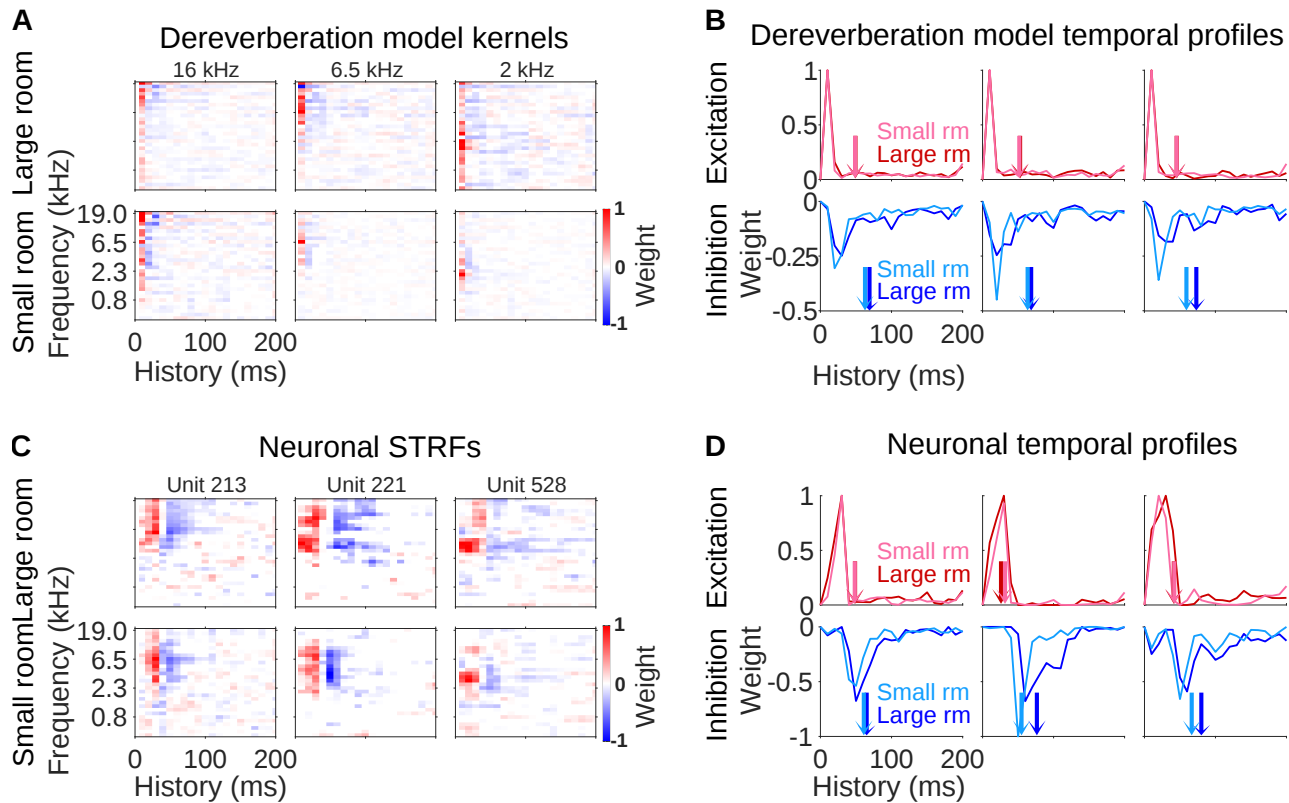 A
Dereverberation model kernels
16 kHz
6.5 kHz
2 kHz
Large room
Small room
Frequency (kHz)
19.0
6.5
2.3
0.8
0
100
200
History (ms)
1
0
-1
Weight
B
Dereverberation model temporal profiles
Excitation
1
0.5
0
Small rm
Large rm
Inhibition
Weight
0
-0.25
-0.5
Small rm
Large rm
0
100
200
History (ms)
C
Neuronal STRFs
Unit 213
Unit 221
Unit 528
Large room
Small room
Frequency (kHz)
19.0
6.5
2.3
0.8
0
100
200
History (ms)
1
0
-1
Weight
D
Neuronal temporal profiles
Excitation
1
0.5
0
Small rm
Large rm
Inhibition
Weight
0
-0.5
-1
Small rm
Large rm
0
100
200
History (ms)